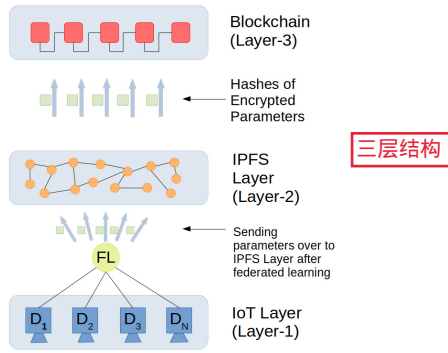 Blockchain
(Layer-3)
Hashes of
Encrypted
Parameters
三层结构
IPFS
Layer
(Layer-2)
Sending
parameters over to
IPFS Layer after
federated learning
FL
IoT Layer
(Layer-1)
D1 D2 D3 DN